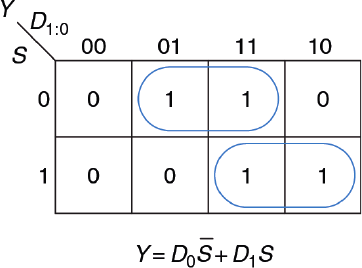 Y
D1:0
S
00 01 11 10
0 0 1 1 0
1 0 0 1 1
Y = D₀S̅ + D₁S